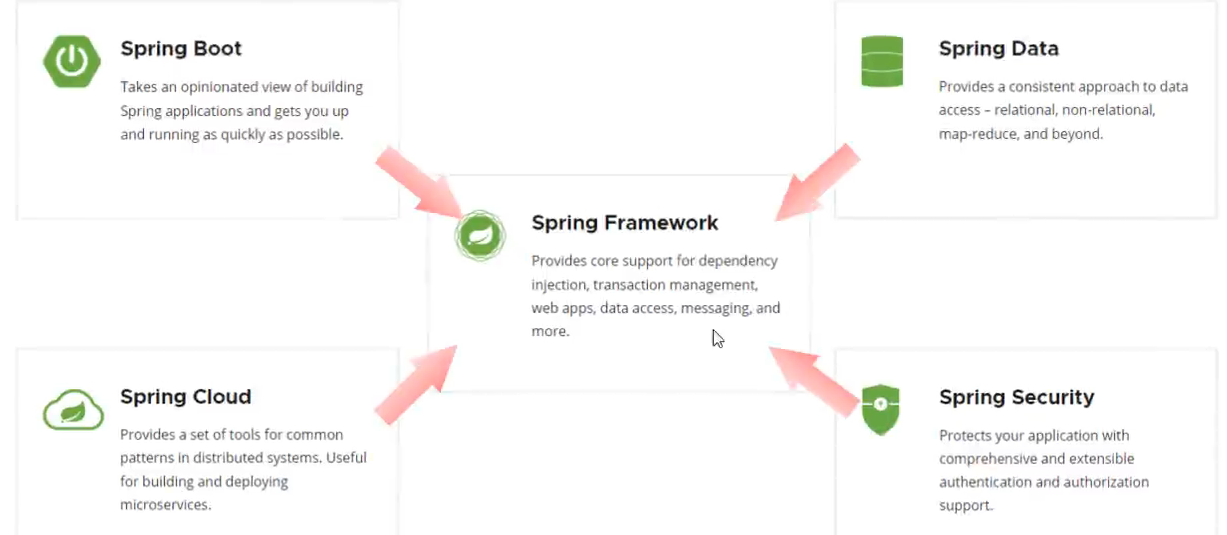 Spring Boot
Takes an opinionated view of building
Spring applications and gets you up
and running as quickly as possible.
Spring Data
Provides a consistent approach to data
access – relational, non-relational,
map-reduce, and beyond.
Spring Framework
Provides core support for dependency
injection, transaction management,
web apps, data access, messaging, and
more.
Spring Cloud
Provides a set of tools for common
patterns in distributed systems. Useful
for building and deploying
microservices.
Spring Security
Protects your application with
comprehensive and extensible
authentication and authorization
support.